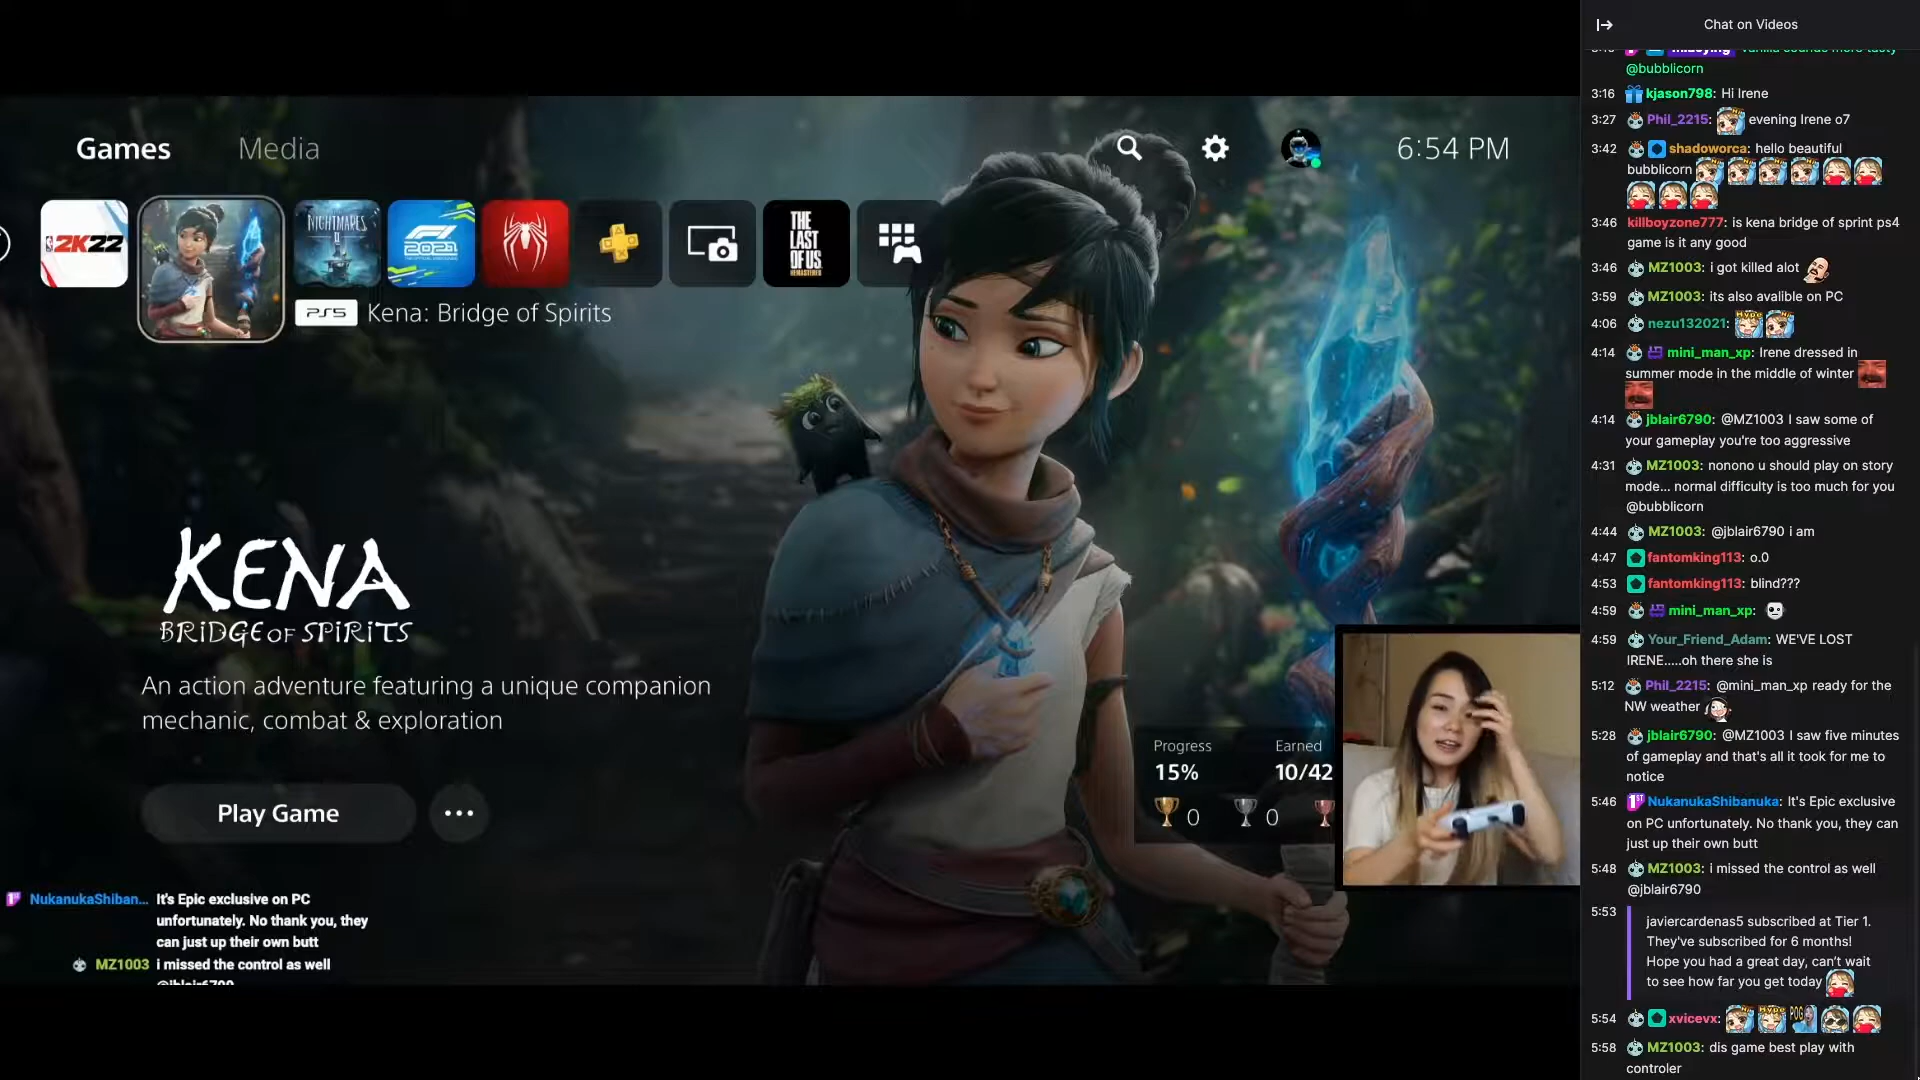 Games
Media
6:54 PM
2K22
NIGHTMARES
II
F1
2021
THE
LAST
OF US
REMASTERED
PS5
Kena: Bridge of Spirits
KENA
BRIDGE OF SPIRITS
An action adventure featuring a unique companion
mechanic, combat & exploration
Progress
Earned
15%
10/42
0
0
Play Game
NukanukaShiban... It's Epic exclusive on PC
unfortunately. No thank you, they
can just up their own butt
MZ1003 i missed the control as well
Chat on Videos
@bubblicorn
3:16 kjason798: Hi Irene
3:27 Phil_2215: evening Irene o7
3:42 shadoworca: hello beautiful
bubblicorn
3:46 killboyzone777: is kena bridge of sprint ps4
game is it any good
3:46 MZ1003: i got killed alot
3:59 MZ1003: its also avalible on PC
4:06 nezu132021:
4:14 mini_man_xp: Irene dressed in
summer mode in the middle of winter
4:14 jblair6790: @MZ1003 I saw some of
your gameplay you're too aggressive
4:31 MZ1003: nonono u should play on story
mode... normal difficulty is too much for you
@bubblicorn
4:44 MZ1003: @jblair6790 i am
4:47 fantomking113: o.0
4:53 fantomking113: blind???
4:59 mini_man_xp:
4:59 Your_Friend_Adam: WE'VE LOST
IRENE.....oh there she is
5:12 Phil_2215: @mini_man_xp ready for the
NW weather
5:28 jblair6790: @MZ1003 I saw five minutes
of gameplay and that's all it took for me to
notice
5:46 NukanukaShibanuka: It's Epic exclusive
on PC unfortunately. No thank you, they can
just up their own butt
5:48 MZ1003: i missed the control as well
@jblair6790
5:53
javiercardenas5 subscribed at Tier 1.
They've subscribed for 6 months!
Hope you had a great day, can't wait
to see how far you get today
5:54 xvicevx:
5:58 MZ1003: dis game best play with
controler